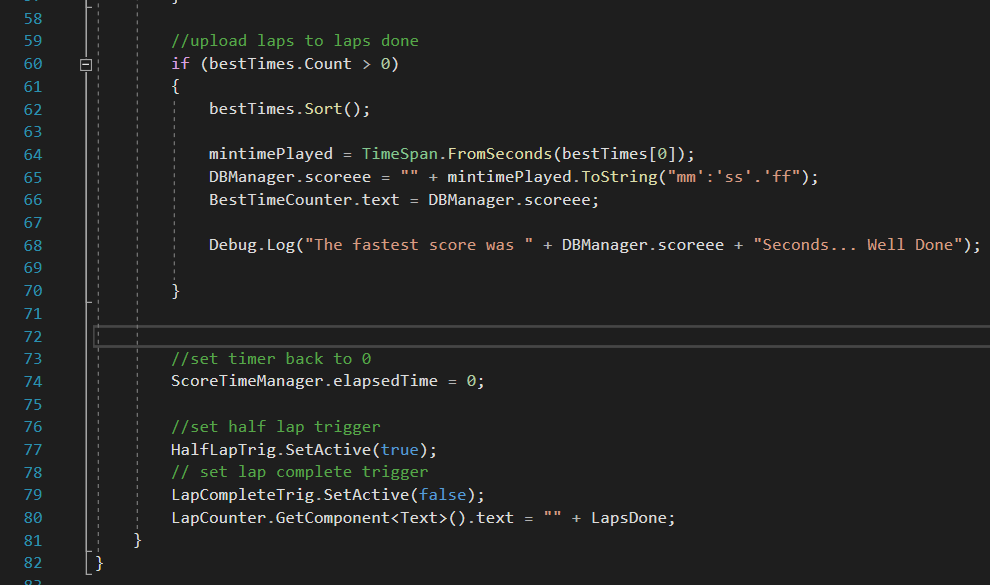 58
59 //upload laps to laps done
60 if (bestTimes.Count > 0)
61 {
62 bestTimes.Sort();
63
64 mintimePlayed = TimeSpan.FromSeconds(bestTimes[0]);
65 DBManager.scoreee = "" + mintimePlayed.ToString("mm':'ss'.'ff");
66 BestTimeCounter.text = DBManager.scoreee;
67
68 Debug.Log("The fastest score was " + DBManager.scoreee + "Seconds... Well Done");
69
70 }
71
72
73 //set timer back to 0
74 ScoreTimeManager.elapsedTime = 0;
75
76 //set half lap trigger
77 HalfLapTrig.SetActive(true);
78 // set lap complete trigger
79 LapCompleteTrig.SetActive(false);
80 LapCounter.GetComponent<Text>().text = "" + LapsDone;
81 }
82 }